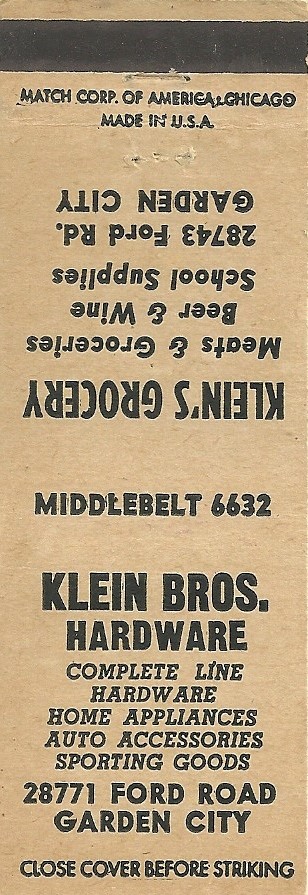 MATCH CORP. OF AMERICA, CHICAGO
MADE IN U.S.A.
KLEIN'S GROCERY
Meats & Groceries
Beer & Wine
School Supplies
28743 Ford Rd.
GARDEN CITY
MIDDLEBELT 6632
KLEIN BROS.
HARDWARE
COMPLETE LINE
HARDWARE
HOME APPLIANCES
AUTO ACCESSORIES
SPORTING GOODS
28771 FORD ROAD
GARDEN CITY
CLOSE COVER BEFORE STRIKING